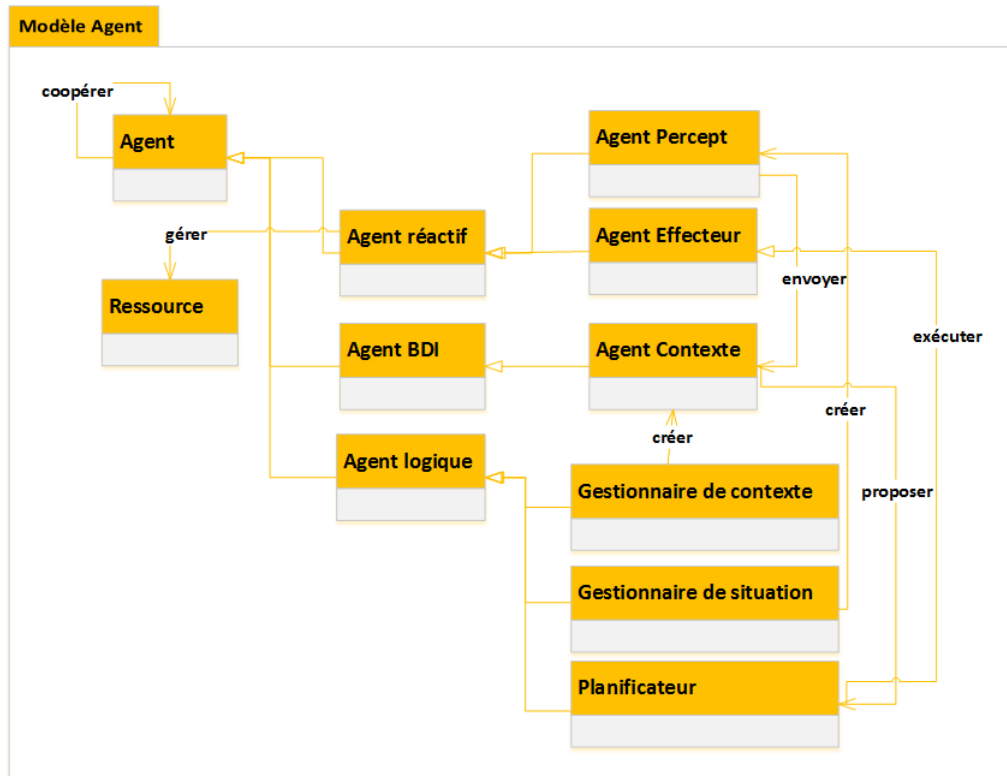 Modèle Agent
coopérer
Agent
Agent Percept
gérer
Agent réactif
Agent Effecteur
envoyer
Ressource
exécuter
Agent BDI
Agent Contexte
créer
créer
Agent logique
Gestionnaire de contexte
proposer
Gestionnaire de situation
Planificateur